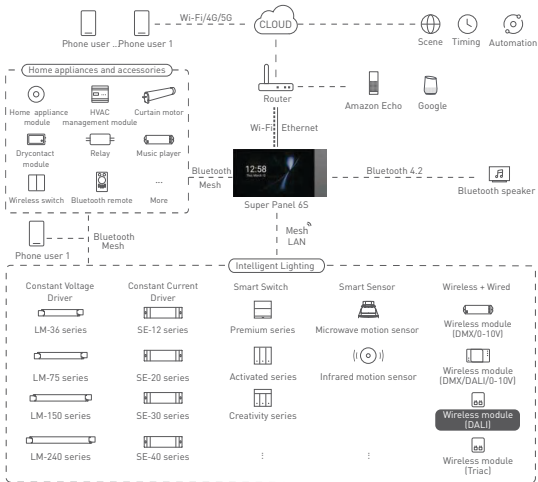 Wi-Fi/4G/5G
CLOUD
Phone user ..Phone user 1
Scene Timing Automation
Home appliances and accessories
Router
Amazon Echo Google
Home appliance
module
HVAC
management module
Curtain motor
Wi-Fi Ethernet
Drycontact
module
Relay
Music player
Bluetooth
Mesh
12:58
Bluetooth 4.2
Bluetooth speaker
Wireless switch Bluetooth remote More
Super Panel 6S
Phone user 1
Bluetooth
Mesh
Mesh
LAN
Intelligent Lighting
Constant Voltage
Driver
Constant Current
Driver
Smart Switch
Smart Sensor
Wireless + Wired
LM-36 series
SE-12 series
Premium series
Microwave motion sensor
Wireless module
(DMX/0-10V)
LM-75 series
SE-20 series
Activated series
Infrared motion sensor
Wireless module
(DMX/DALI/0-10V)
LM-150 series
SE-30 series
Creativity series
Wireless module
(DALI)
LM-240 series
SE-40 series
Wireless module
(Triac)